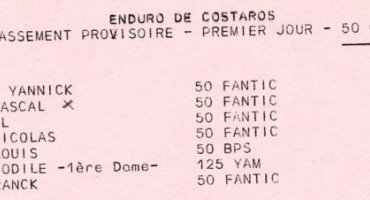 ENDURO DE COSTAROS
ASSEMENT PROVISOIRE - PREMIER JOUR - 50
YANNICK 50 FANTIC
ASCAL x 50 FANTIC
L 50 FANTIC
ICOLAS 50 FANTIC
OUIS 50 BPS
ODILE -1ère Dame- 125 YAM
RANCK 50 FANTIC